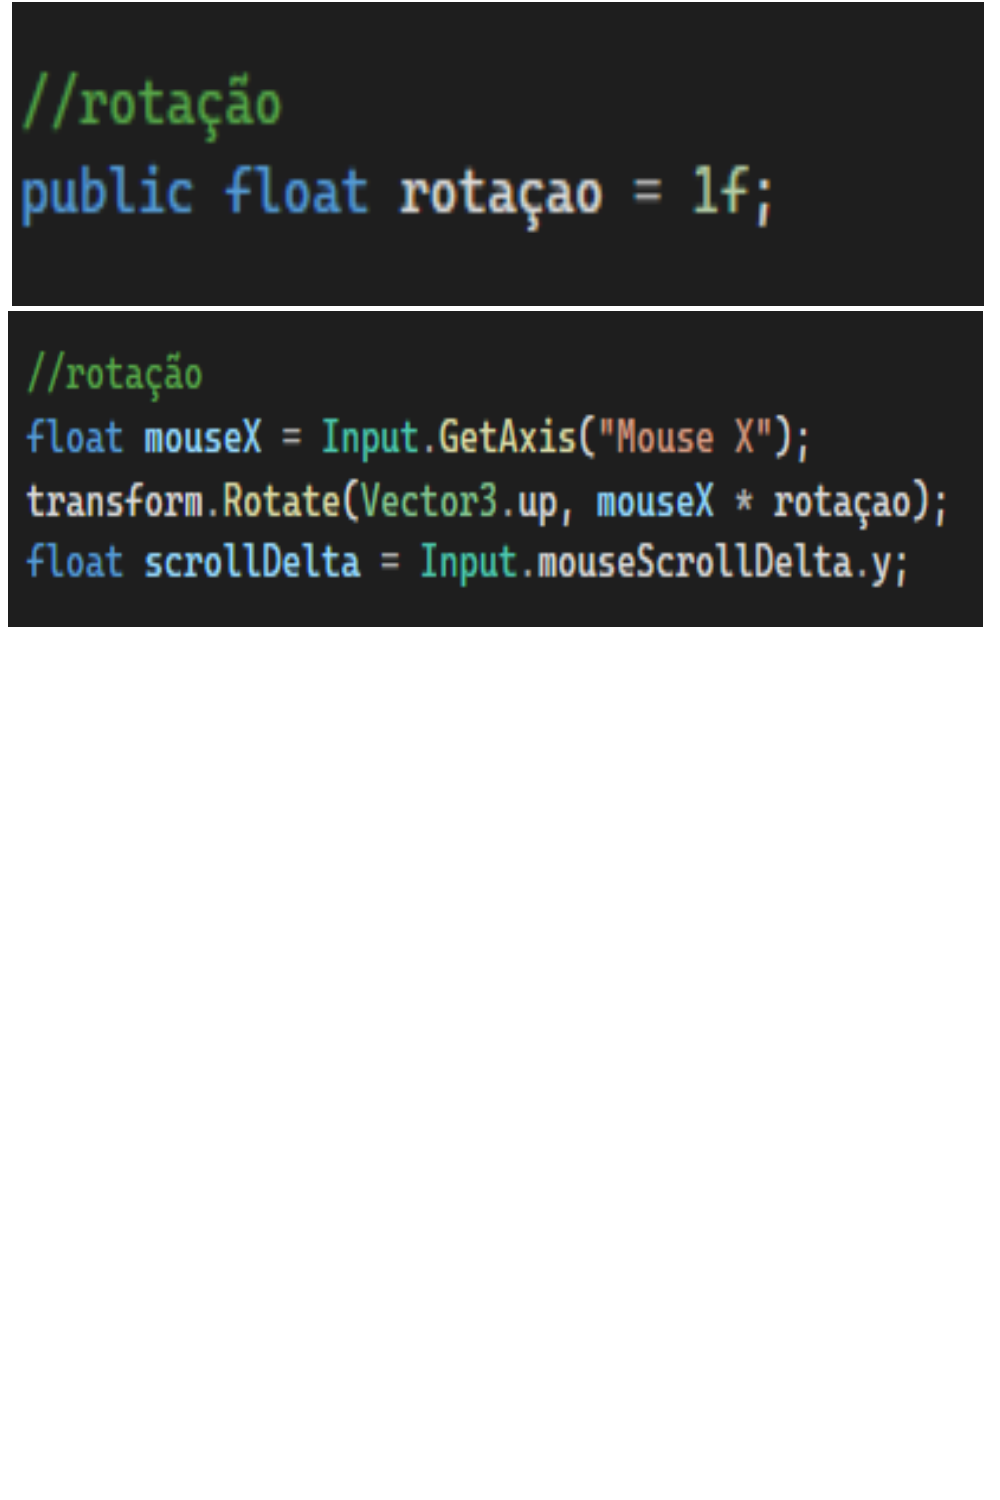 //rotação
public float rotaçao = 1f;
//rotação
float mouseX = Input.GetAxis("Mouse X");
transform.Rotate(Vector3.up, mouseX * rotaçao);
float scrollDelta = Input.mouseScrollDelta.y;